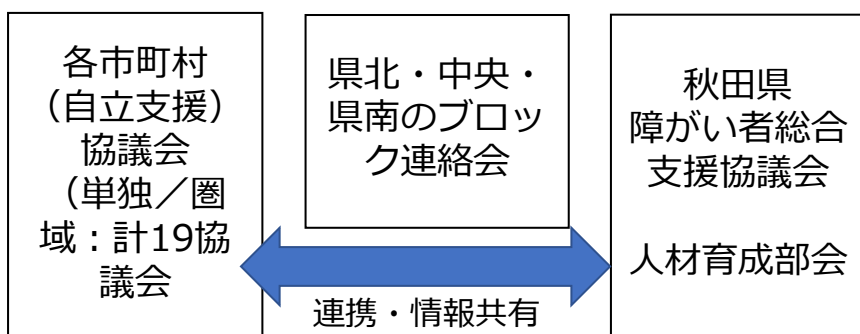 各市町村
（自立支援）
協議会
（単独／圏
域：計19協
議会
県北・中央・
県南のブロッ
ク連絡会
秋田県
障がい者総合
支援協議会
人材育成部会
連携・情報共有